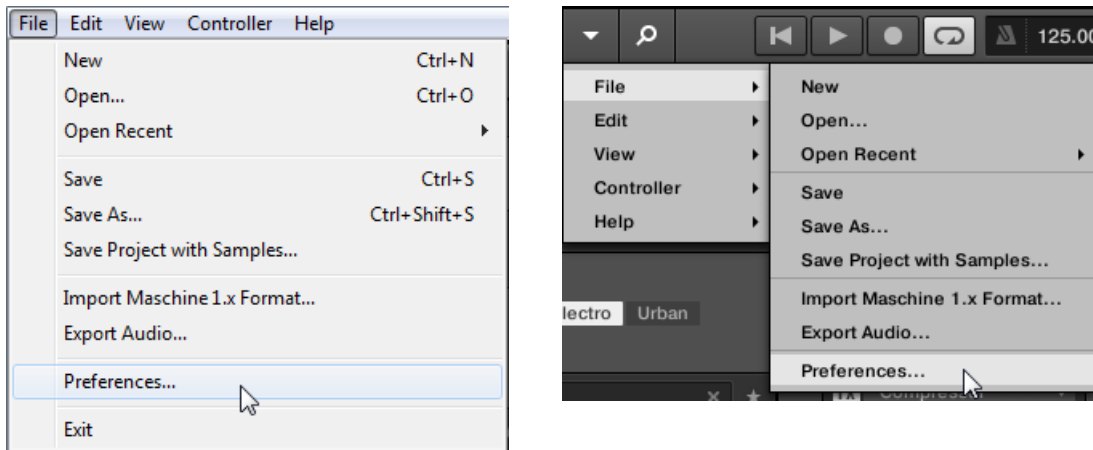 File Edit View Controller Help
New Ctrl+N
Open... Ctrl+O
Open Recent
Save Ctrl+S
Save As... Ctrl+Shift+S
Save Project with Samples...
Import Maschine 1.x Format...
Export Audio...
Preferences...
Exit
125.00
File
Edit
View
Controller
Help
New
Open...
Open Recent
Save
Save As...
Save Project with Samples...
Import Maschine 1.x Format...
Export Audio...
Preferences...
lectro Urban
Compressor